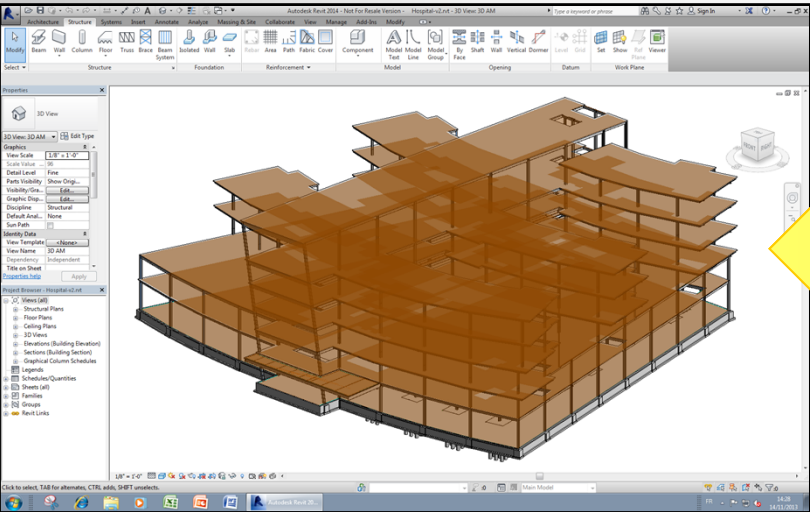 Autodesk Revit 2014 - Not For Resale Version - Hospital-v2.rvt - 3D View: 3D AM
Type a keyword or phrase
Sign In
Architecture Structure Systems Insert Annotate Analyze Massing & Site Collaborate View Manage Add-Ins Modify
Modify Beam Wall Column Floor Truss Brace Beam System Isolated Wall Slab Rebar Area Path Fabric Cover Component Model Text Model Line Model Group By Face Shaft Wall Vertical Dormer Level Grid Set Show Ref Plane Viewer
Select Structure Foundation Reinforcement Model Opening Datum Work Plane
Properties
3D View
3D View: 3D AM Edit Type
Graphics
View Scale 1/8" = 1'-0"
Scale Value 96
Detail Level Fine
Parts Visibility Show Origi...
Visibility/Gra... Edit...
Graphic Disp... Edit...
Discipline Structural
Default Anal... None
Sun Path
Identity Data
View Template <None>
View Name 3D AM
Dependency Independent
Title on Sheet
Properties help Apply
Project Browser - Hospital-v2.rvt
Views (all)
Structural Plans
Floor Plans
Ceiling Plans
3D Views
Elevations (Building Elevation)
Sections (Building Section)
Graphical Column Schedules
Legends
Schedules/Quantities
Sheets (all)
Families
Groups
Revit Links
1/8" = 1'-0"
Click to select, TAB for alternates, CTRL adds, SHIFT unselects.
:0 Main Model :0
Autodesk Revit 20...
FR
14:28
14/11/2013